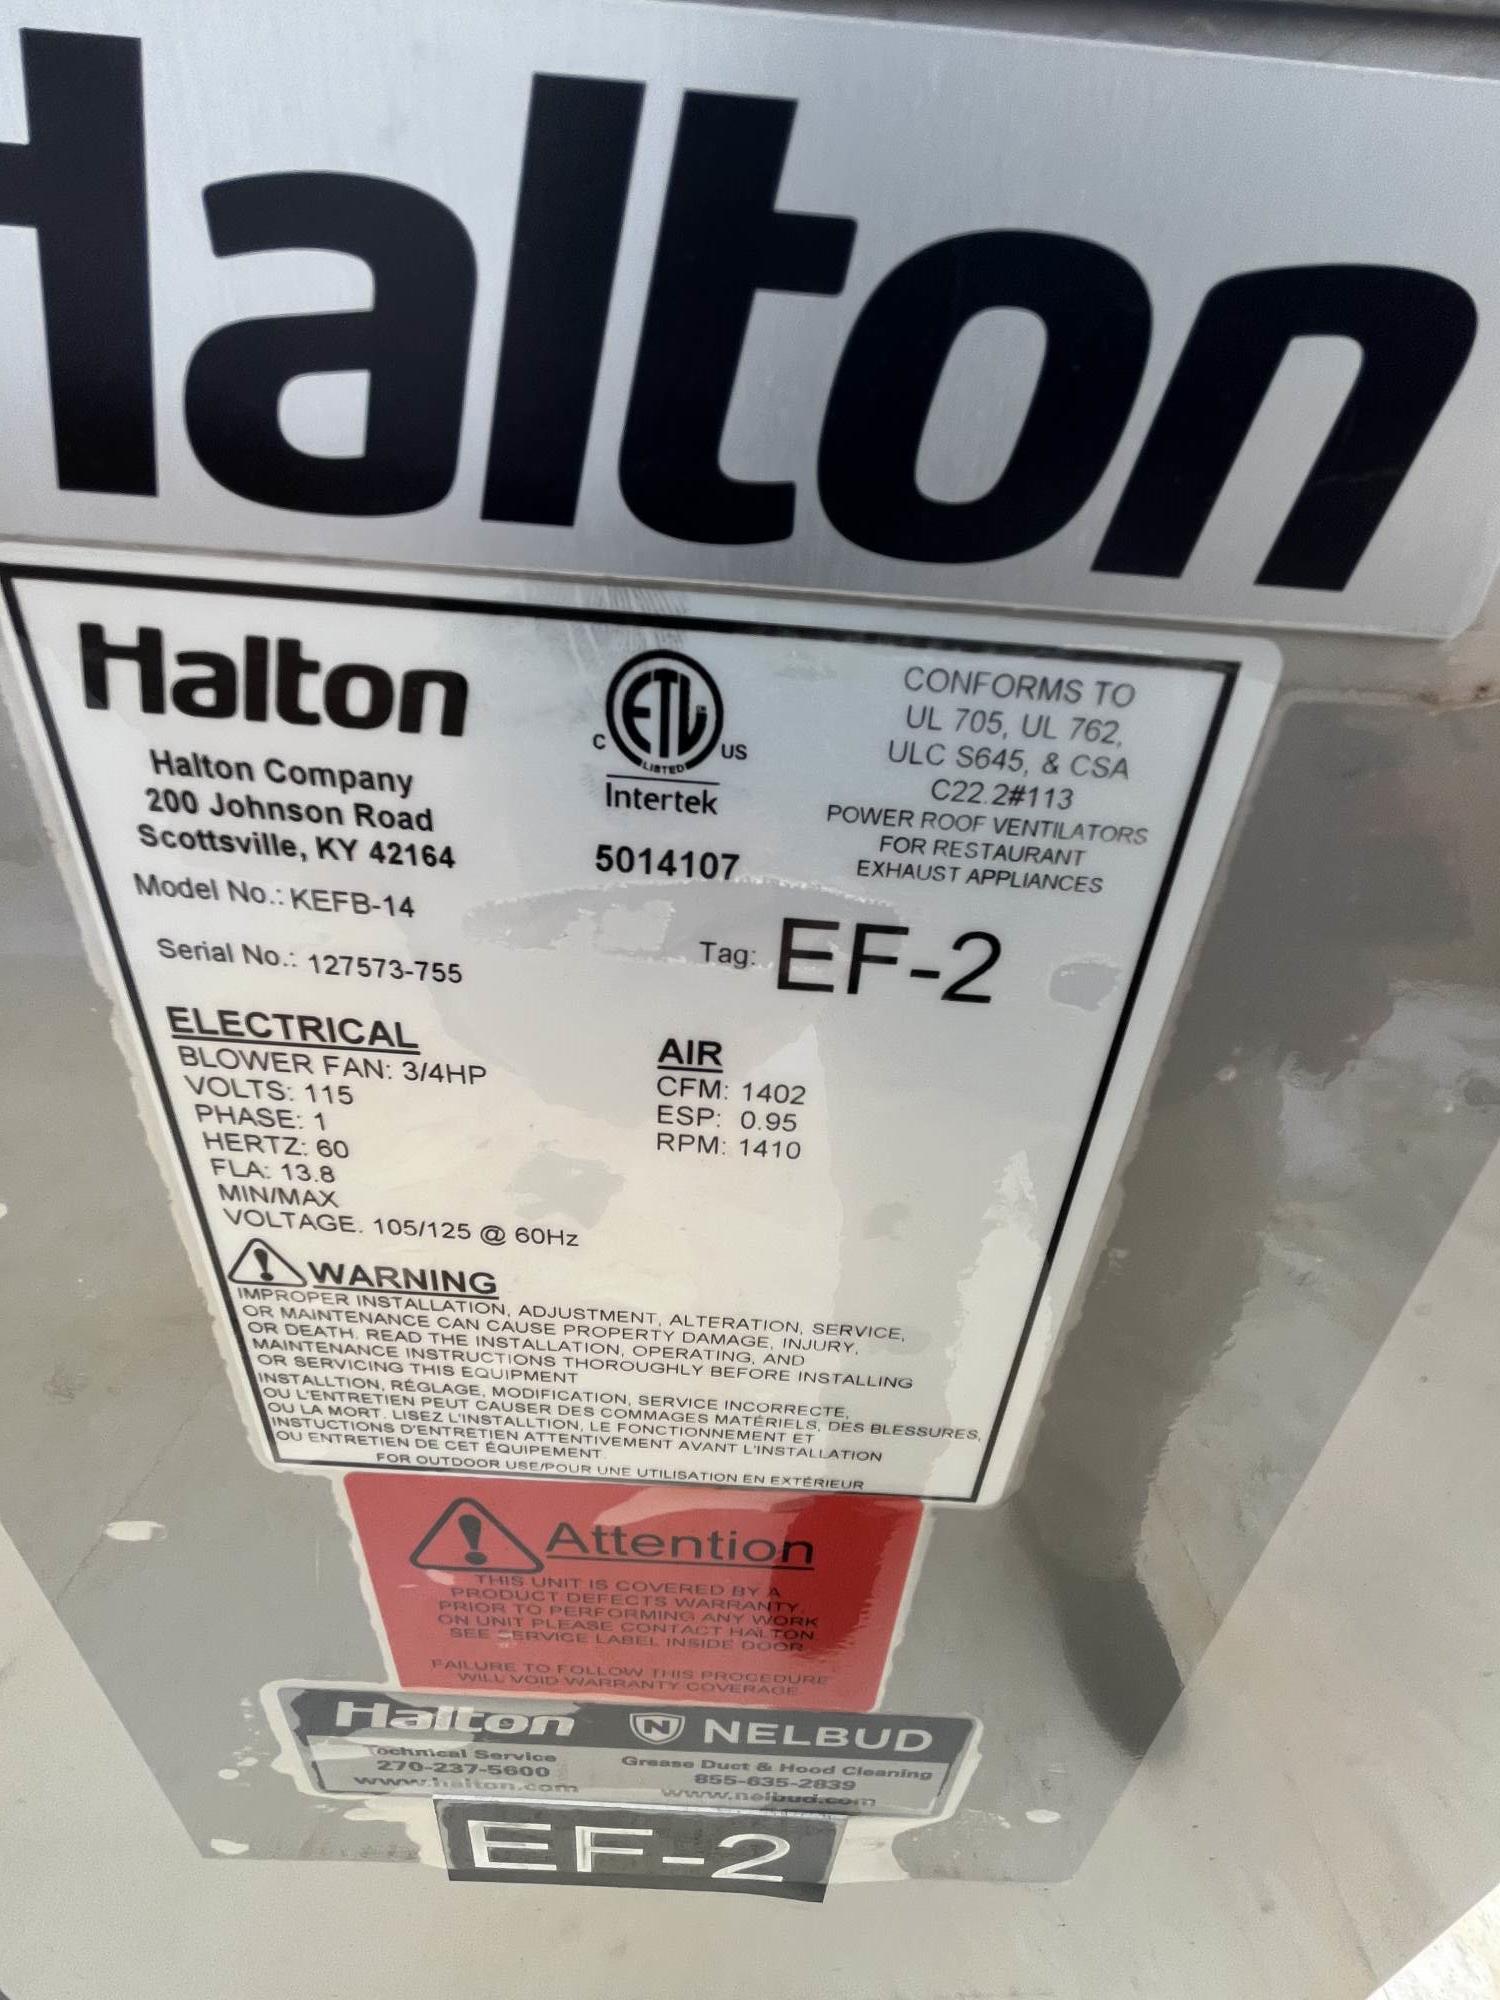 Halton
Halton
Halton Company
200 Johnson Road
Scottsville, KY 42164
Model No.: KEFB-14
Serial No.: 127573-755
C ETL US
LISTED
Intertek
5014107
CONFORMS TO
UL 705, UL 762,
ULC S645, & CSA
C22.2#113
POWER ROOF VENTILATORS
FOR RESTAURANT
EXHAUST APPLIANCES
Tag: EF-2
ELECTRICAL
BLOWER FAN: 3/4HP
VOLTS: 115
PHASE: 1
HERTZ: 60
FLA: 13.8
MIN/MAX
VOLTAGE. 105/125 @ 60Hz
AIR
CFM: 1402
ESP: 0.95
RPM: 1410
WARNING
IMPROPER INSTALLATION, ADJUSTMENT, ALTERATION, SERVICE,
OR MAINTENANCE CAN CAUSE PROPERTY DAMAGE, INJURY,
OR DEATH. READ THE INSTALLATION, OPERATING, AND
MAINTENANCE INSTRUCTIONS THOROUGHLY BEFORE INSTALLING
OR SERVICING THIS EQUIPMENT
INSTALLTION, RÉGLAGE, MODIFICATION, SERVICE INCORRECTE,
OU L'ENTRETIEN PEUT CAUSER DES COMMAGES MATÉRIELS, DES BLESSURES,
OU LA MORT. LISEZ L'INSTALLTION, LE FONCTIONNEMENT ET
INSTUCTIONS D'ENTRETIEN ATTENTIVEMENT AVANT L'INSTALLATION
OU ENTRETIEN DE CET ÉQUIPEMENT.
FOR OUTDOOR USE/POUR UNE UTILISATION EN EXTÉRIEUR
Attention
THIS UNIT IS COVERED BY A
PRODUCT DEFECTS WARRANTY,
PRIOR TO PERFORMING ANY WORK
ON UNIT PLEASE CONTACT HALTON
SEE SERVICE LABEL INSIDE DOOR
FAILURE TO FOLLOW THIS PROCEDURE
WILL VOID WARRANTY COVERAGE
Halton
Technical Service
270-237-5600
www.halton.com
N NELBUD
Grease Duct & Hood Cleaning
855-635-2839
www.nelbud.com
EF-2